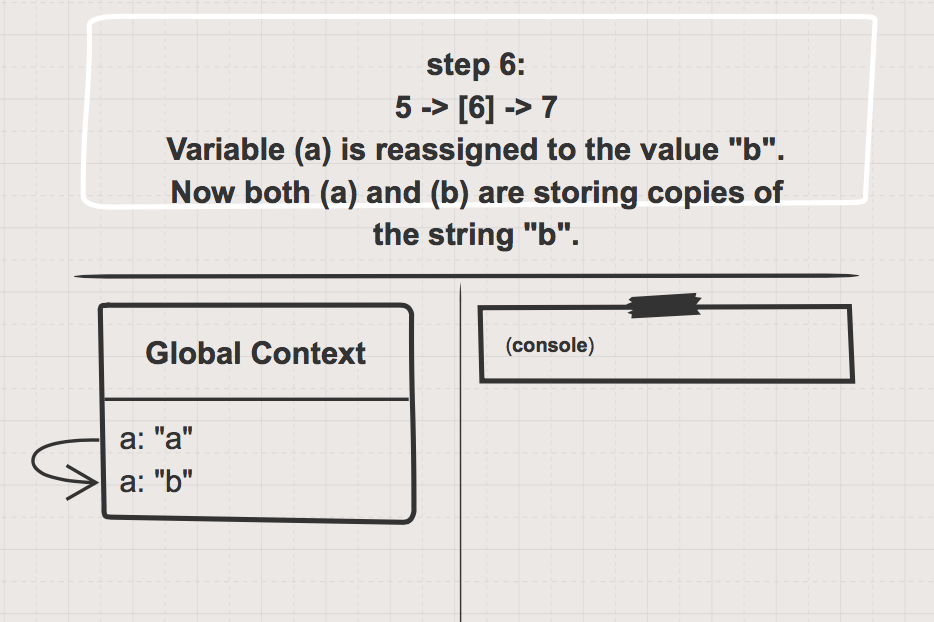 step 6:
5 -> [6] -> 7
Variable (a) is reassigned to the value "b".
Now both (a) and (b) are storing copies of
the string "b".
Global Context
a: "a"
a: "b"
(console)